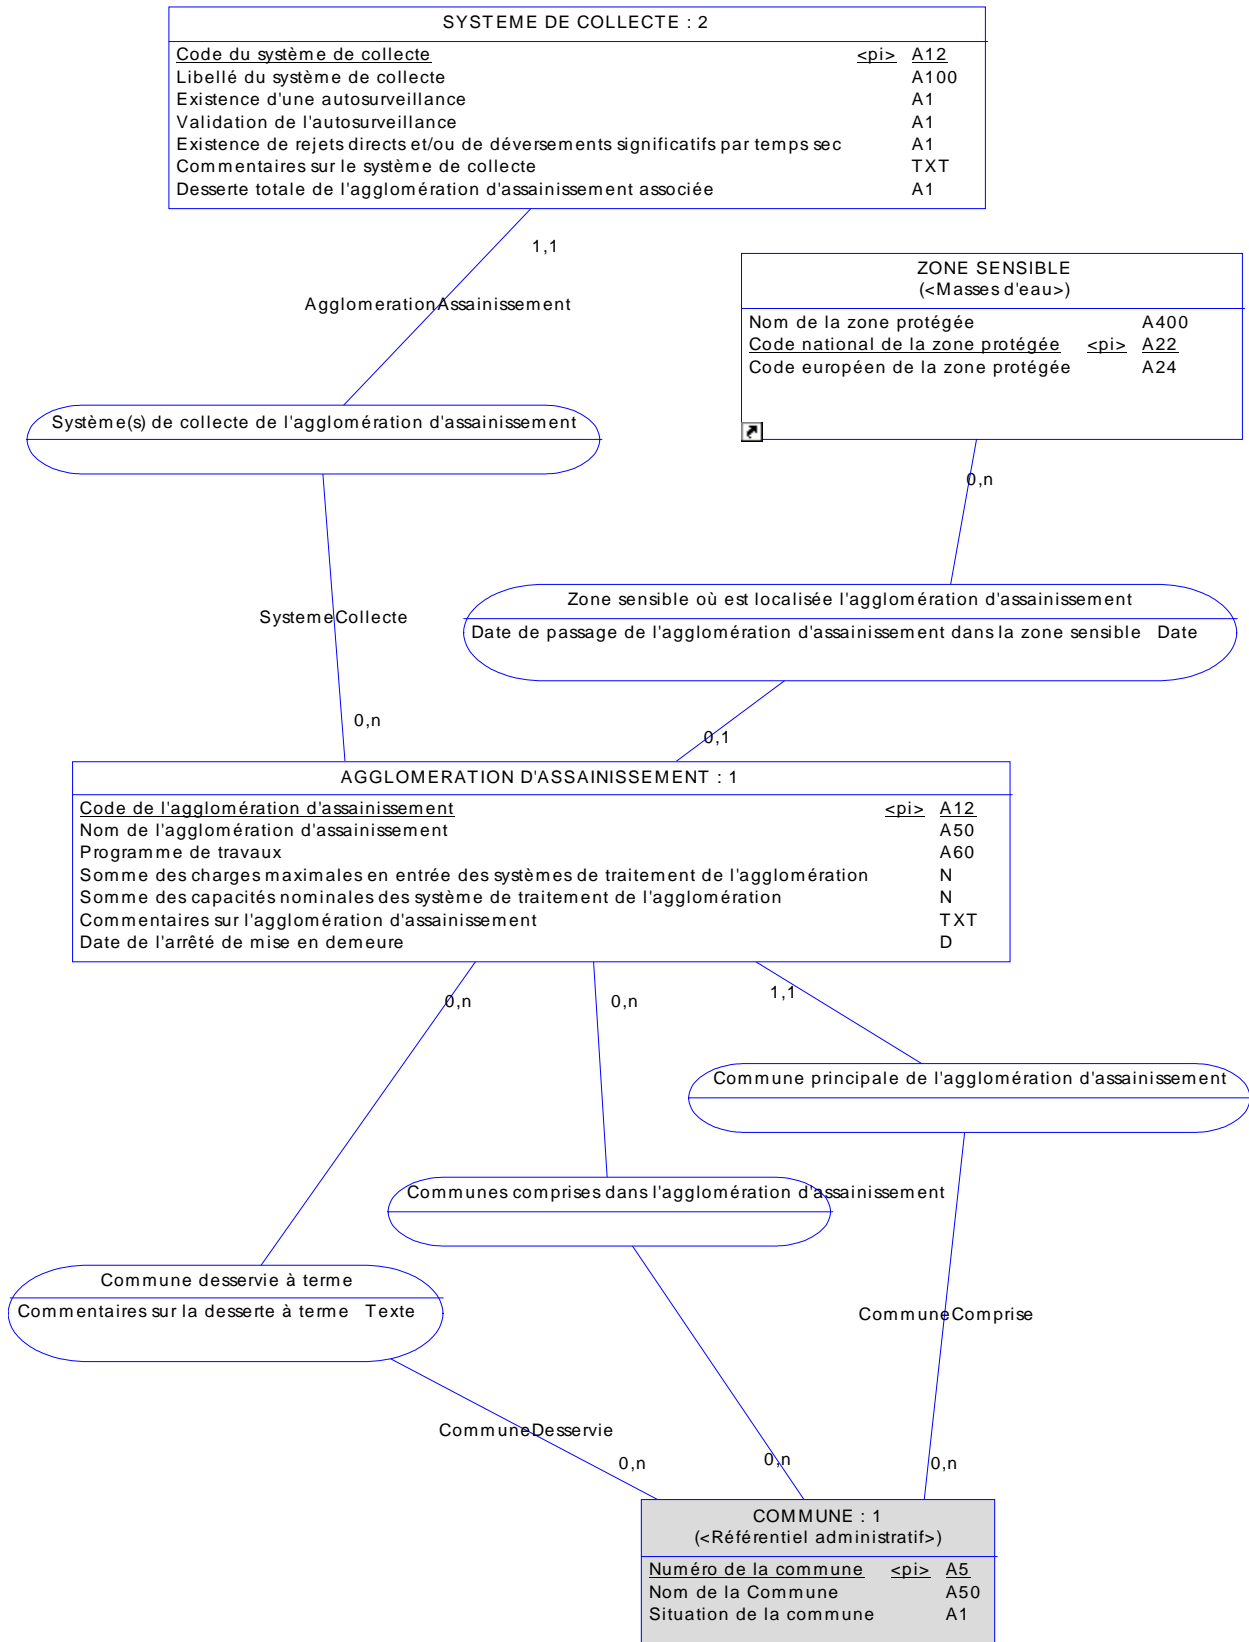 SYSTEME DE COLLECTE : 2
Code du système de collecte <pi> A12
Libellé du système de collecte A100
Existence d'une autosurveillance A1
Validation de l'autosurveillance A1
Existence de rejets directs et/ou de déversements significatifs par temps sec A1
Commentaires sur le système de collecte TXT
Desserte totale de l'agglomération d'assainissement associée A1
1,1
AgglomerationAssainissement
ZONE SENSIBLE
(<Masses d'eau>)
Nom de la zone protégée A400
Code national de la zone protégée <pi> A22
Code européen de la zone protégée A24
Système(s) de collecte de l'agglomération d'assainissement
0,n
Zone sensible où est localisée l'agglomération d'assainissement
Date de passage de l'agglomération d'assainissement dans la zone sensible Date
SystemeCollecte
0,n
0,1
AGGLOMERATION D'ASSAINISSEMENT : 1
Code de l'agglomération d'assainissement <pi> A12
Nom de l'agglomération d'assainissement A50
Programme de travaux A60
Somme des charges maximales en entrée des systèmes de traitement de l'agglomération N
Somme des capacités nominales des système de traitement de l'agglomération N
Commentaires sur l'agglomération d'assainissement TXT
Date de l'arrêté de mise en demeure D
0,n
0,n
1,1
Commune principale de l'agglomération d'assainissement
Communes comprises dans l'agglomération d'assainissement
Commune desservie à terme
Commentaires sur la desserte à terme Texte
CommuneComprise
CommuneDesservie
0,n
0,n
0,n
COMMUNE : 1
(<Référentiel administratif>)
Numéro de la commune <pi> A5
Nom de la Commune A50
Situation de la commune A1